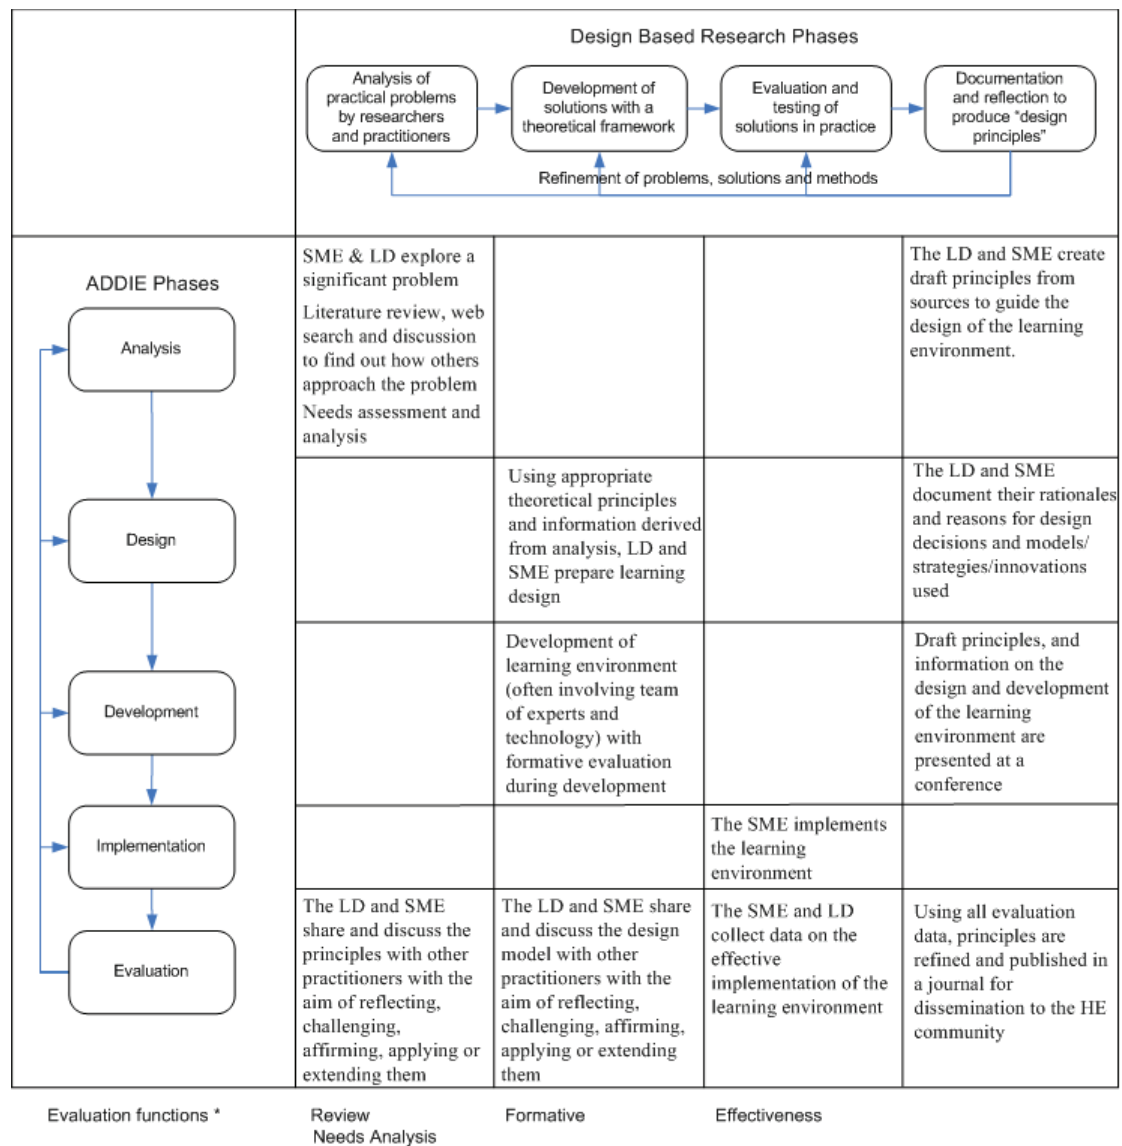 Design Based Research Phases
Analysis of
practical problems
by researchers
and practitioners
Development of
solutions with a
theoretical framework
Evaluation and
testing of
solutions in practice
Documentation
and reflection to
produce “design
principles”
Refinement of problems, solutions and methods
ADDIE Phases
Analysis
SME & LD explore a
significant problem
Literature review, web
search and discussion
to find out how others
approach the problem
Needs assessment and
analysis
The LD and SME create
draft principles from
sources to guide the
design of the learning
environment.
Design
Using appropriate
theoretical principles
and information derived
from analysis, LD and
SME prepare learning
design
The LD and SME
document their rationales
and reasons for design
decisions and models/
strategies/innovations
used
Development
Development of
learning environment
(often involving team
of experts and
technology) with
formative evaluation
during development
Draft principles, and
information on the
design and development
of the learning
environment are
presented at a
conference
Implementation
The SME implements
the learning
environment
Evaluation
The LD and SME
share and discuss the
principles with other
practitioners with the
aim of reflecting,
challenging,
affirming, applying or
extending them
The LD and SME share
and discuss the design
model with other
practitioners with the
aim of reflecting,
challenging, affirming,
applying or extending
them
The SME and LD
collect data on the
effective
implementation of the
learning environment
Using all evaluation
data, principles are
refined and published in
a journal for
dissemination to the HE
community
Evaluation functions *
Review
Needs Analysis
Formative
Effectiveness